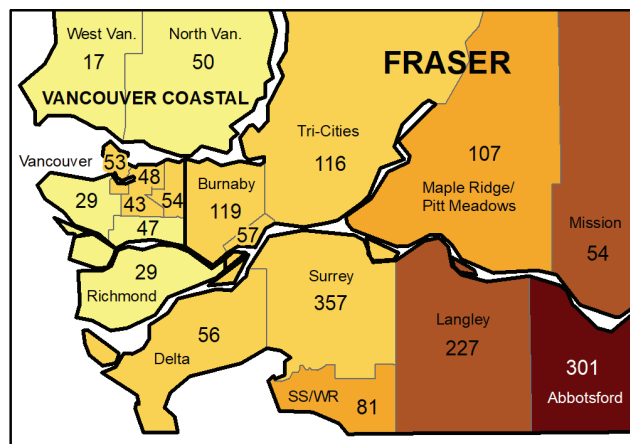 West Van.
17
North Van.
50
VANCOUVER COASTAL
FRASER
Tri-Cities
116
107
Maple Ridge/
Pitt Meadows
Mission
54
Vancouver
53
48
29
43
54
47
Burnaby
119
57
29
Richmond
Surrey
357
56
Delta
Langley
227
301
Abbotsford
SS/WR
81